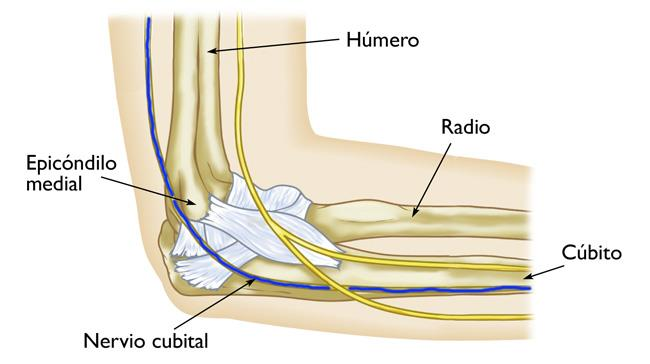 Húmero
Radio
Epicóndilo
medial
Cúbito
Nervio cubital